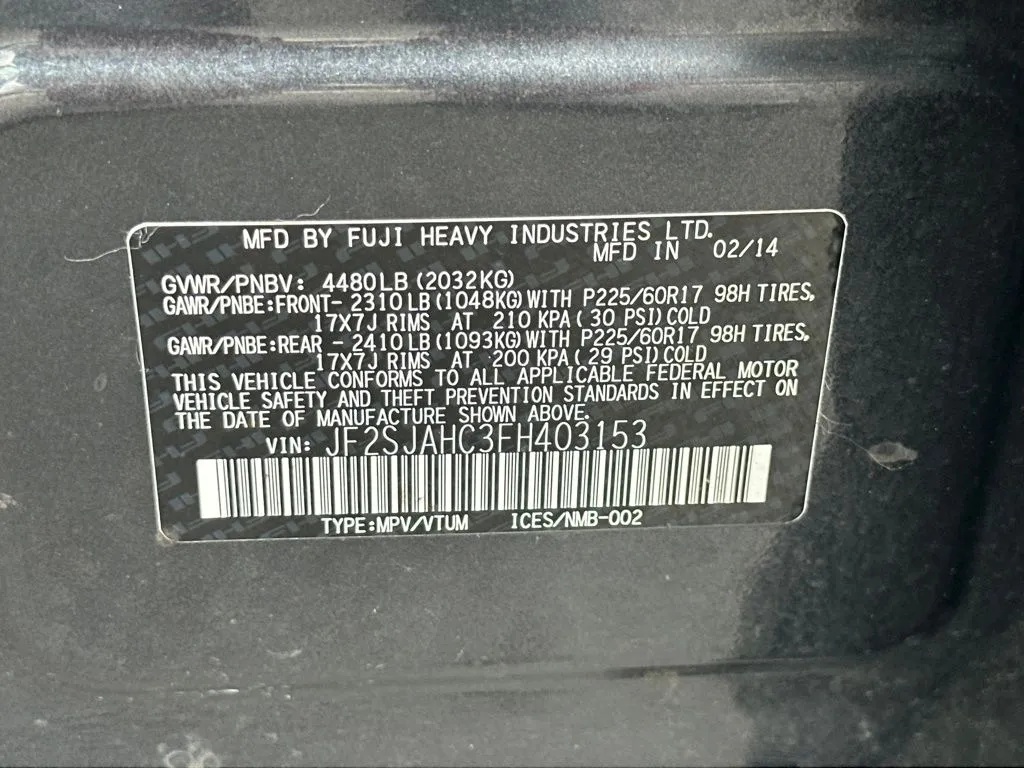 MFD BY FUJI HEAVY INDUSTRIES LTD.
MFD IN 02/14
GVWR/PNBV: 4480LB(2032KG)
GAWR/PNBE:FRONT- 2310LB(1048KG)WITH P225/60R17 98H TIRES,
17X7J RIMS AT 210 KPA( 30 PSI)COLD
GAWR/PNBE:REAR - 2410LB(1093KG)WITH P225/60R17 98H TIRES,
17X7J RIMS AT 200 KPA( 29 PSI)COLD
THIS VEHICLE CONFORMS TO ALL APPLICABLE FEDERAL MOTOR
VEHICLE SAFETY AND THEFT PREVENTION STANDARDS IN EFFECT ON
THE DATE OF MANUFACTURE SHOWN ABOVE.
VIN: JF2SJAHC3FH403153
TYPE:MPV/VTUM ICES/NMB-002